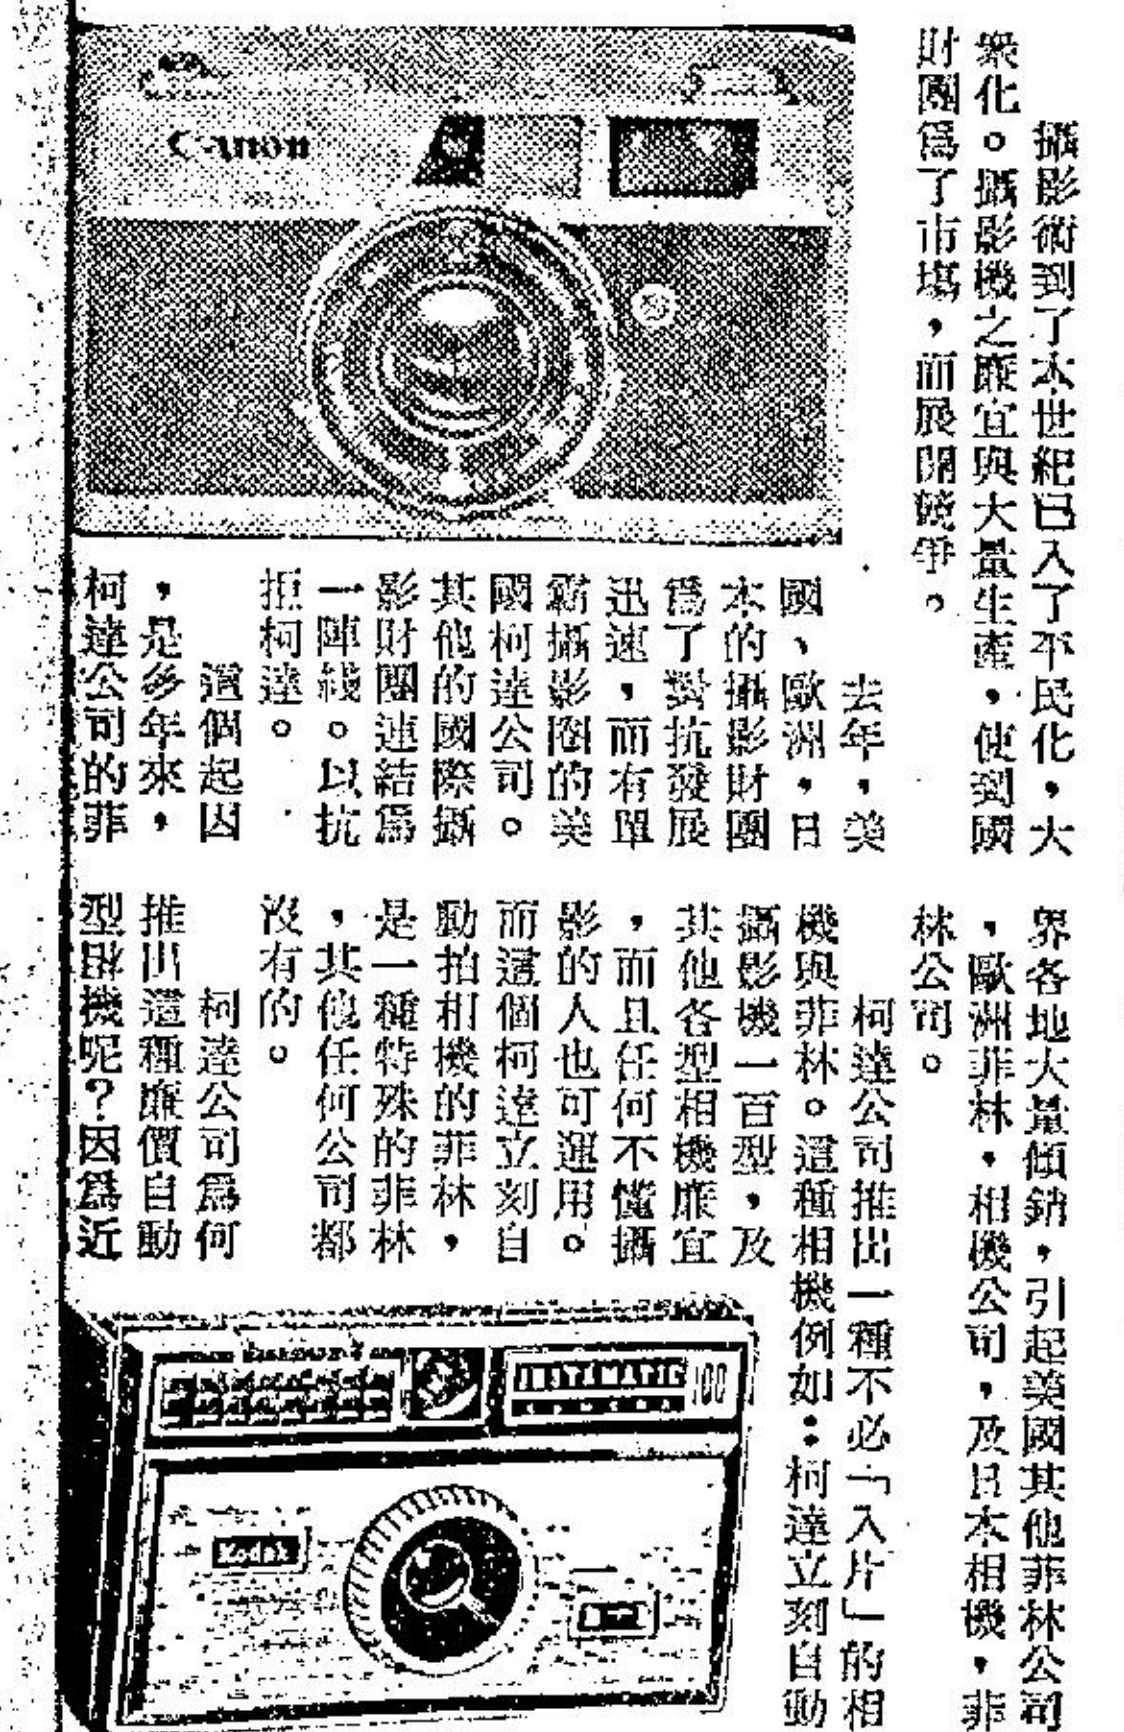 攝影術到了本世紀已入了平民化,大
衆化。攝影機之廉宜與大量生產,使到國
財團爲了市塲,而展開競爭。
Canon
去年,美
國、歐洲,日
本的攝影財團
爲了對抗發展
迅速,而有單
霸攝影圈的美
國柯達公司。
其他的國際攝
影財團連結爲
一陣綫。以抗
拒柯達。
這個起因
,是多年來,
柯達公司的菲
界各地大量傾銷,引起美國其他菲林公司
,歐洲菲林,相機公司,及日本相機,菲
林公司。
柯達公司推出一種不必「入片」的相
機與菲林。這種相機例如:柯達立刻自動
攝影機一百型,及
其他各型相機廉宜
,而且任何不懂攝
影的人也可運用。
而這個柯達立刻自
動拍相機的菲林,
是一種特殊的菲林
,其他任何公司都
沒有的。
柯達公司爲何
推出這種廉價自動
型機呢?因爲近
INSTAMATIC 100
CAMERA
Kodak